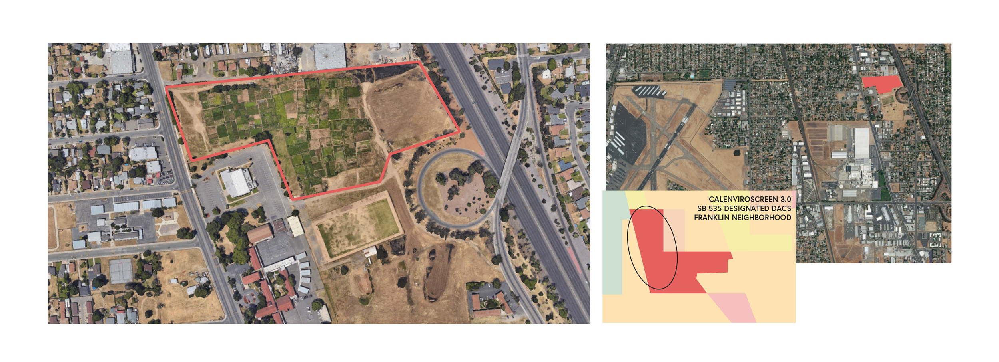 CALENVIROSCREEN 3.0
SB 535 DESIGNATED DACS
FRANKLIN NEIGHBORHOOD